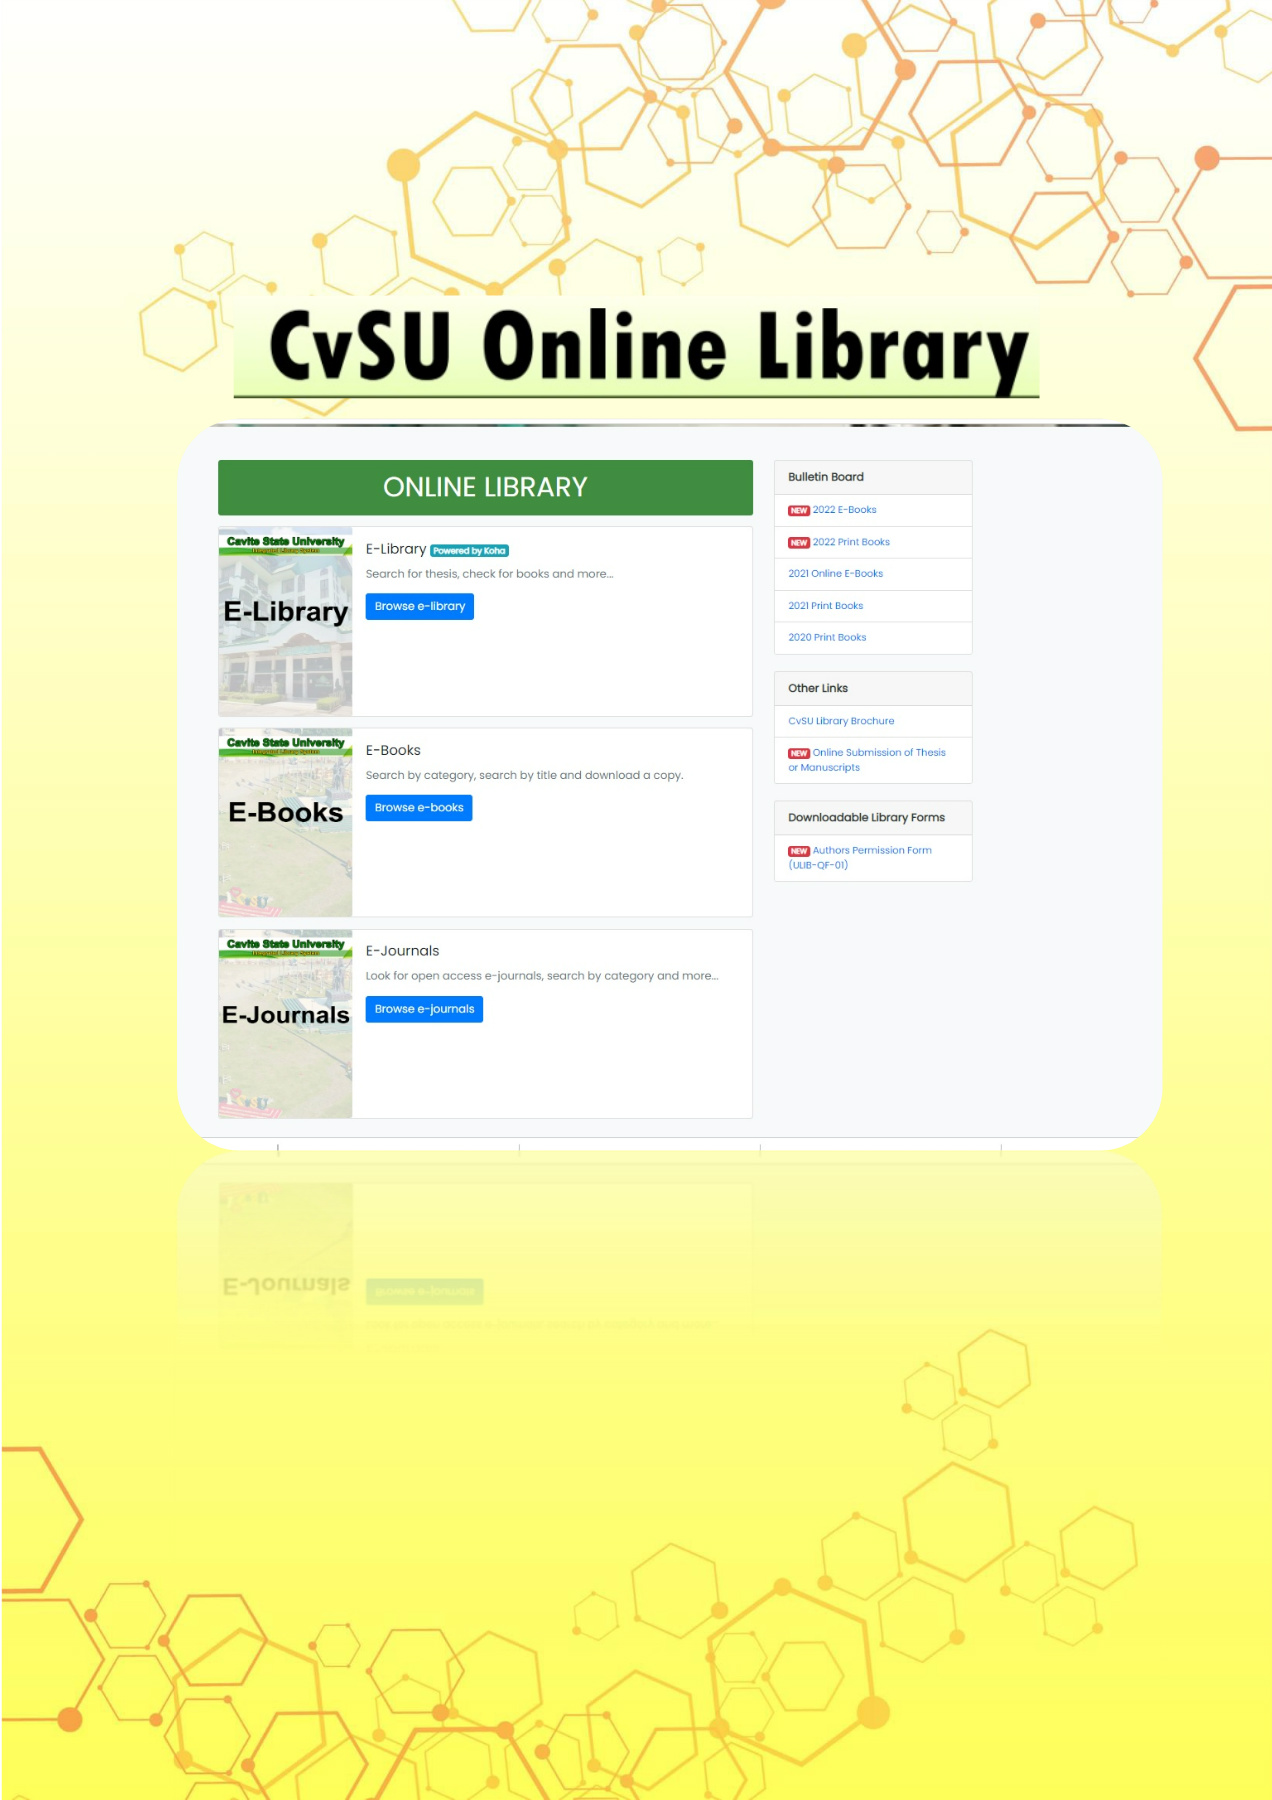 CvSU Online Library
ONLINE LIBRARY
Cavite State University
E-Library
E-Library Powered by Koha
Search for thesis, check for books and more...
Browse e-library
Cavite State University
E-Books
E-Books
Search by category, search by title and download a copy.
Browse e-books
Cavite State University
E-Journals
E-Journals
Look for open access e-journals, search by category and more...
Browse e-journals
Bulletin Board
NEW 2022 E-Books
NEW 2022 Print Books
2021 Online E-Books
2021 Print Books
2020 Print Books
Other Links
CvSU Library Brochure
NEW Online Submission of Thesis
or Manuscripts
Downloadable Library Forms
NEW Authors Permission Form
(ULIB-QF-01)
E-Journals
Browse e-journals